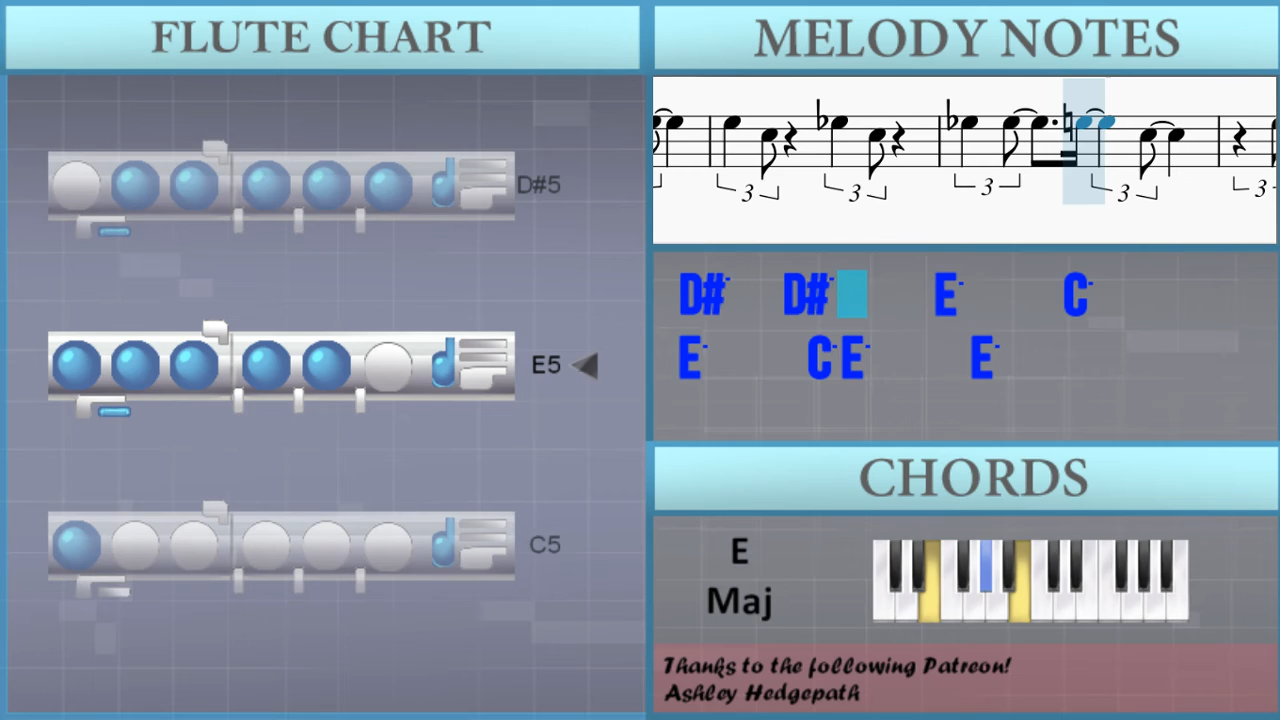 FLUTE CHART
D#5
E5
C5
MELODY NOTES
3 3 3 3 3
D#- D#- E- C-
E- C E- E-
CHORDS
E
Maj
Thanks to the following Patreon!
Ashley Hedgepath